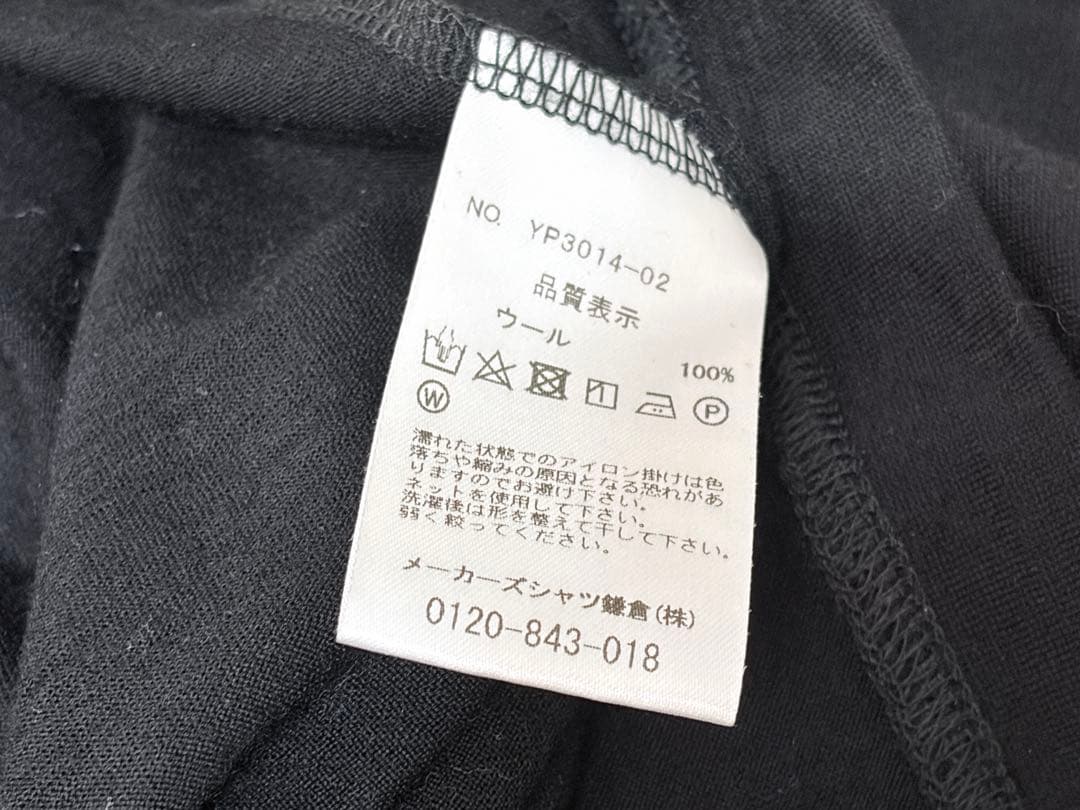 NO. YP3014-02
品質表示
ウール
100%
P
W
濡れた状態でのアイロン掛けは色
落ちや縮みの原因となる恐れがあ
りますのでお避け下さい。
ネットを使用して下さい。
洗濯後は形を整えて干して下さい。
弱く絞ってください。
メーカーズシャツ鎌倉(株)
0120-843-018